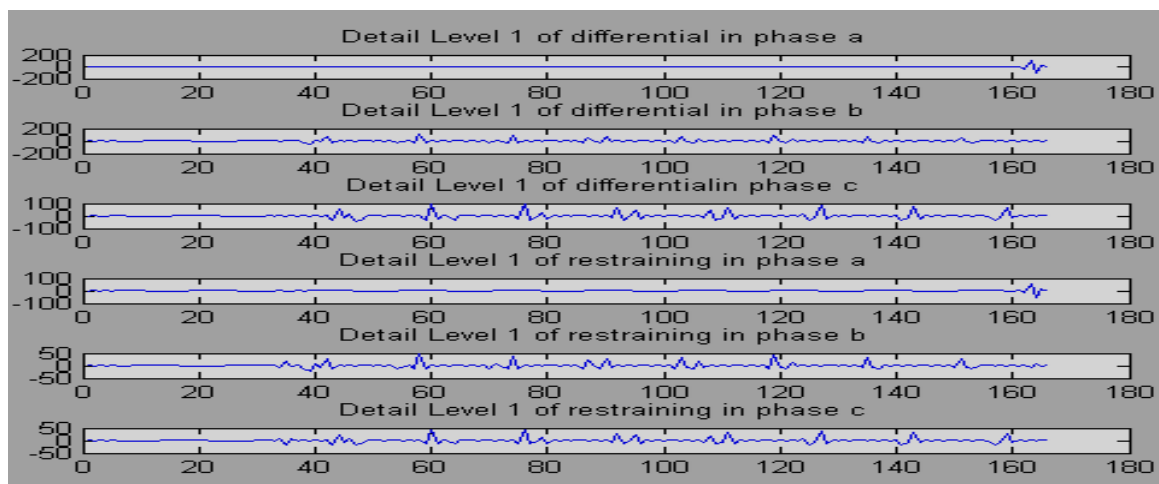 Detail Level 1 of differential in phase a
200
0
-200
0 20 40 60 80 100 120 140 160 180
Detail Level 1 of differential in phase b
200
0
-200
0 20 40 60 80 100 120 140 160 180
Detail Level 1 of differentialin phase c
100
0
-100
0 20 40 60 80 100 120 140 160 180
Detail Level 1 of restraining in phase a
100
0
-100
0 20 40 60 80 100 120 140 160 180
Detail Level 1 of restraining in phase b
50
0
-50
0 20 40 60 80 100 120 140 160 180
Detail Level 1 of restraining in phase c
50
0
-50
0 20 40 60 80 100 120 140 160 180